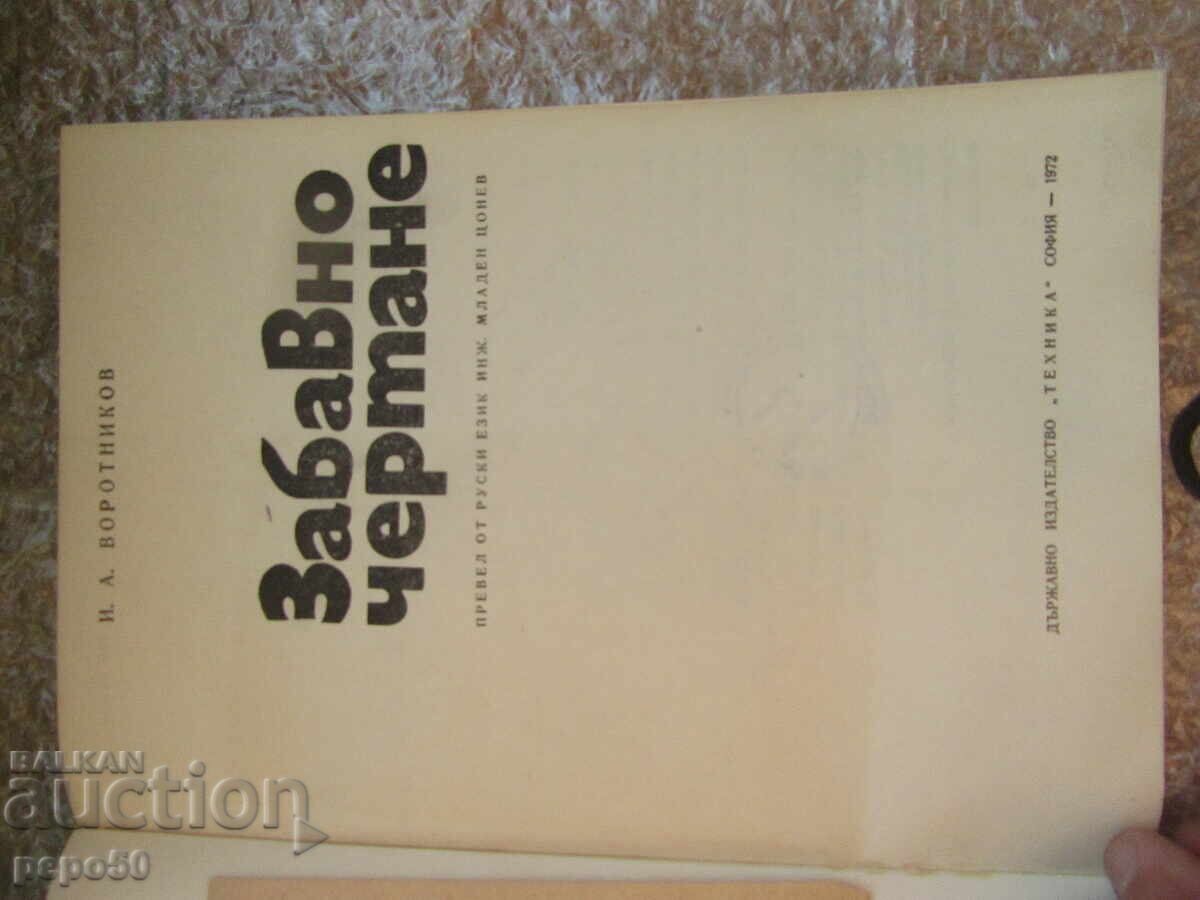 И. А. ВОРОТНИКОВ
ЗабаВно
чертане
ПРЕВЕЛ ОТ РУСКИ ЕЗИК ИНЖ. МЛАДЕН ЦОНЕВ
ДЪРЖАВНО ИЗДАТЕЛСТВО „ТЕХНИКА" СОФИЯ — 1972
BALKAN
auction
pepo50